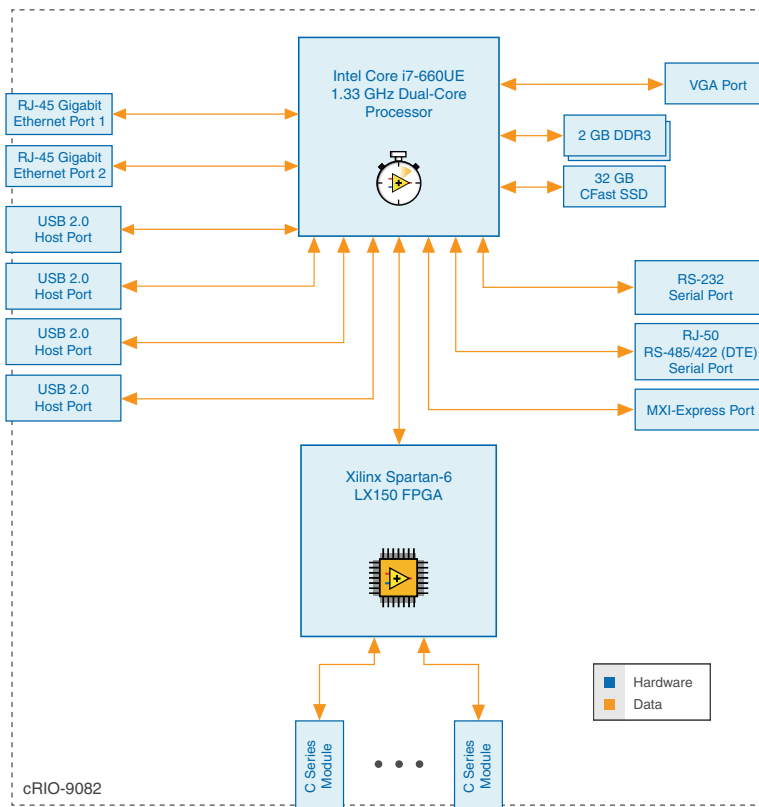 Intel Core i7-660UE
1.33 GHz Dual-Core
Processor
VGA Port
RJ-45 Gigabit
Ethernet Port 1
2 GB DDR3
RJ-45 Gigabit
Ethernet Port 2
32 GB
CFast SSD
USB 2.0
Host Port
USB 2.0
Host Port
RS-232
Serial Port
USB 2.0
Host Port
RJ-50
RS-485/422 (DTE)
Serial Port
USB 2.0
Host Port
MXI-Express Port
Xilinx Spartan-6
LX150 FPGA
Hardware
Data
C Series
Module
C Series
Module
cRIO-9082